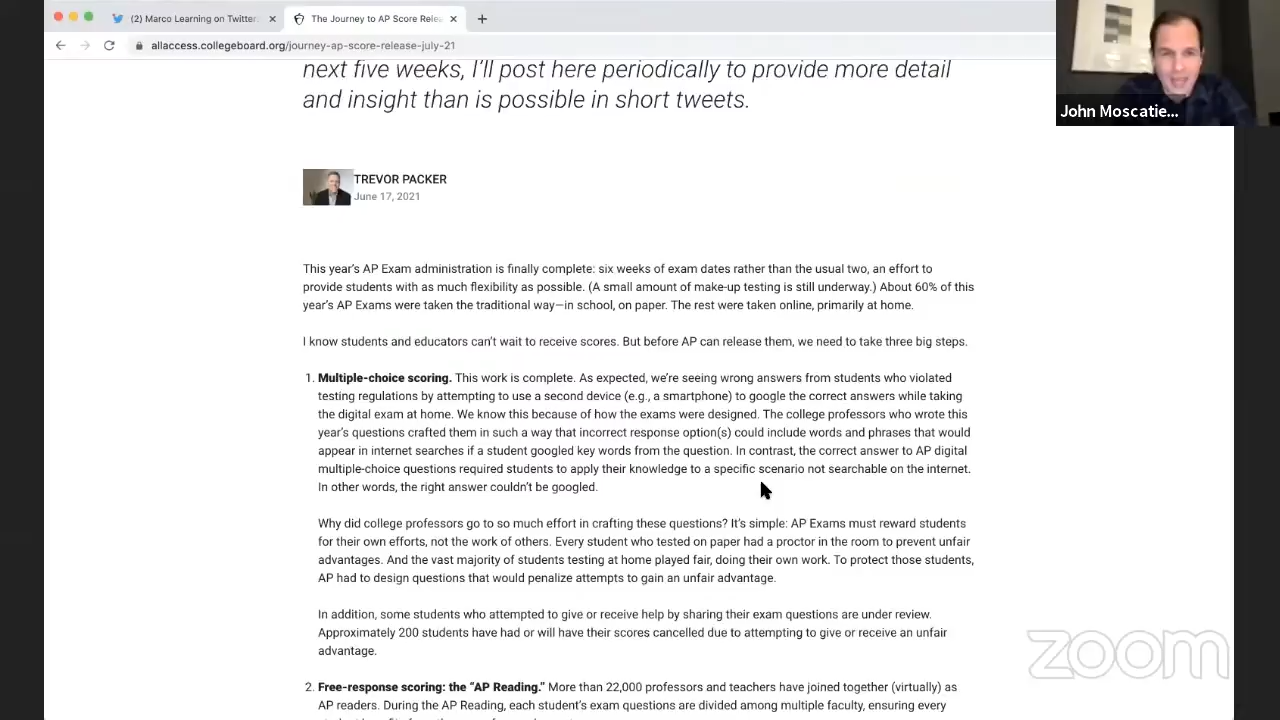 (2) Marco Learning on Twitter:
The Journey to AP Score Relea
allaccess.collegeboard.org/journey-ap-score-release-july-21
John Moscatie...
next five weeks, I'll post here periodically to provide more detail
and insight than is possible in short tweets.
TREVOR PACKER
June 17, 2021
This year's AP Exam administration is finally complete: six weeks of exam dates rather than the usual two, an effort to
provide students with as much flexibility as possible. (A small amount of make-up testing is still underway.) About 60% of this
year's AP Exams were taken the traditional way—in school, on paper. The rest were taken online, primarily at home.
I know students and educators can't wait to receive scores. But before AP can release them, we need to take three big steps.
1. Multiple-choice scoring. This work is complete. As expected, we're seeing wrong answers from students who violated
testing regulations by attempting to use a second device (e.g., a smartphone) to google the correct answers while taking
the digital exam at home. We know this because of how the exams were designed. The college professors who wrote this
year's questions crafted them in such a way that incorrect response option(s) could include words and phrases that would
appear in internet searches if a student googled key words from the question. In contrast, the correct answer to AP digital
multiple-choice questions required students to apply their knowledge to a specific scenario not searchable on the internet.
In other words, the right answer couldn't be googled.
Why did college professors go to so much effort in crafting these questions? It's simple: AP Exams must reward students
for their own efforts, not the work of others. Every student who tested on paper had a proctor in the room to prevent unfair
advantages. And the vast majority of students testing at home played fair, doing their own work. To protect those students,
AP had to design questions that would penalize attempts to gain an unfair advantage.
In addition, some students who attempted to give or receive help by sharing their exam questions are under review.
Approximately 200 students have had or will have their scores cancelled due to attempting to give or receive an unfair
advantage.
2. Free-response scoring: the “AP Reading.” More than 22,000 professors and teachers have joined together (virtually) as
AP readers. During the AP Reading, each student's exam questions are divided among multiple faculty, ensuring every
zoom